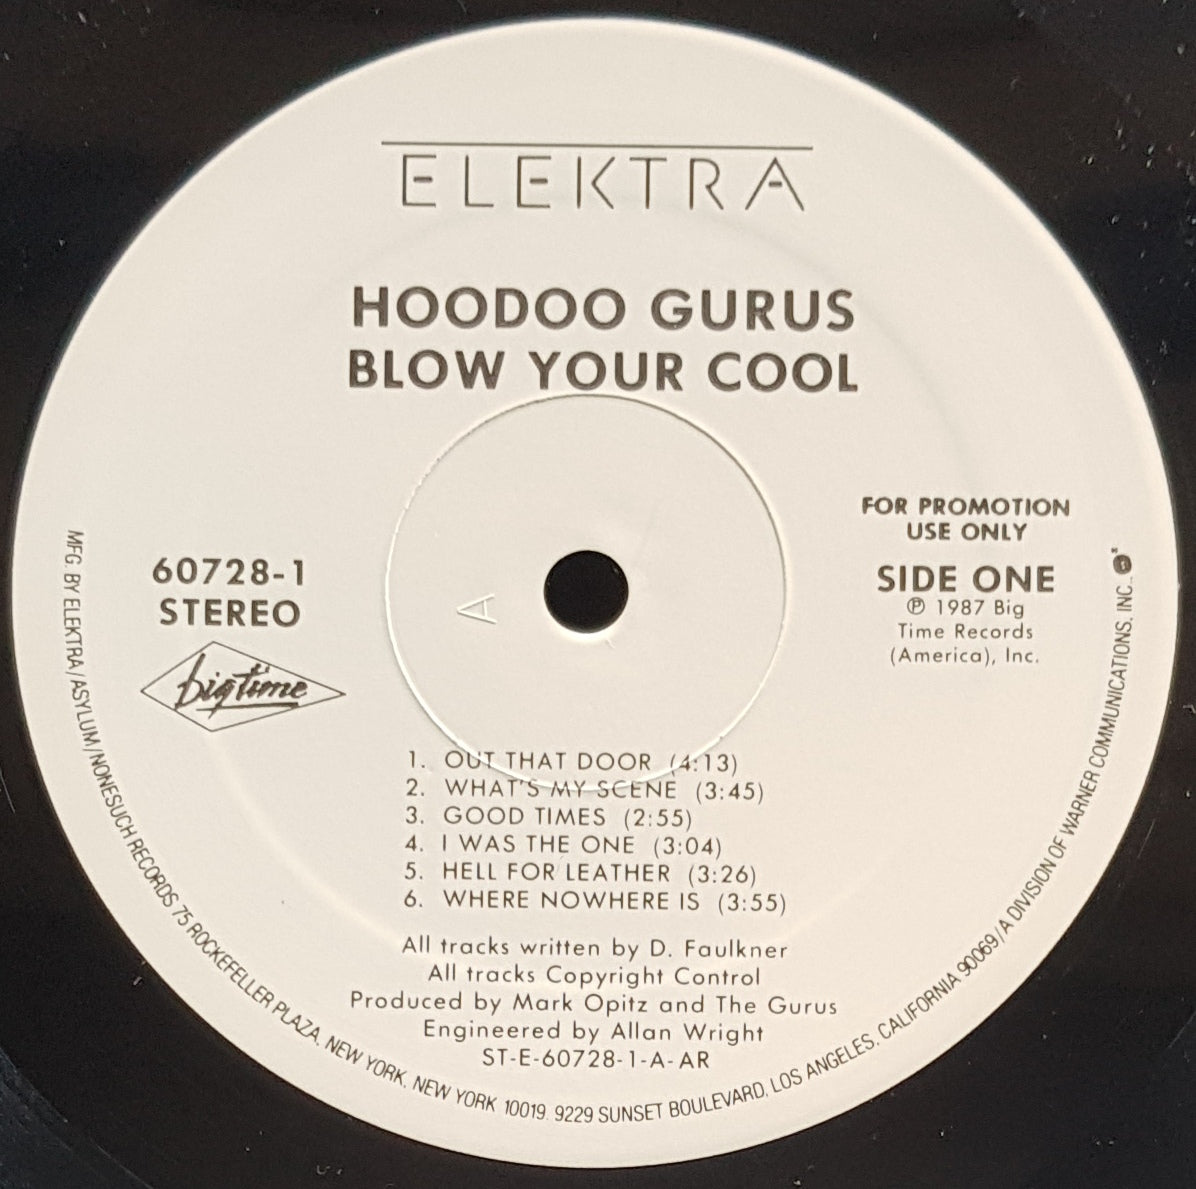 ELEKTRA
HOODOO GURUS
BLOW YOUR COOL
FOR PROMOTION
USE ONLY
60728-1
STEREO
bigtime
A
SIDE ONE
℗ 1987 Big
Time Records
(America), Inc.
1. OUT THAT DOOR (4:13)
2. WHAT'S MY SCENE (3:45)
3. GOOD TIMES (2:55)
4. I WAS THE ONE (3:04)
5. HELL FOR LEATHER (3:26)
6. WHERE NOWHERE IS (3:55)
All tracks written by D. Faulkner
All tracks Copyright Control
Produced by Mark Opitz and The Gurus
Engineered by Allan Wright
ST-E-60728-1-A-AR
MFG. BY ELEKTRA/ASYLUM/NONESUCH RECORDS 75 ROCKEFELLER PLAZA, NEW YORK, NEW YORK 10019. 9229 SUNSET BOULEVARD, LOS ANGELES, CALIFORNIA 90069/A DIVISION OF WARNER COMMUNICATIONS, INC.